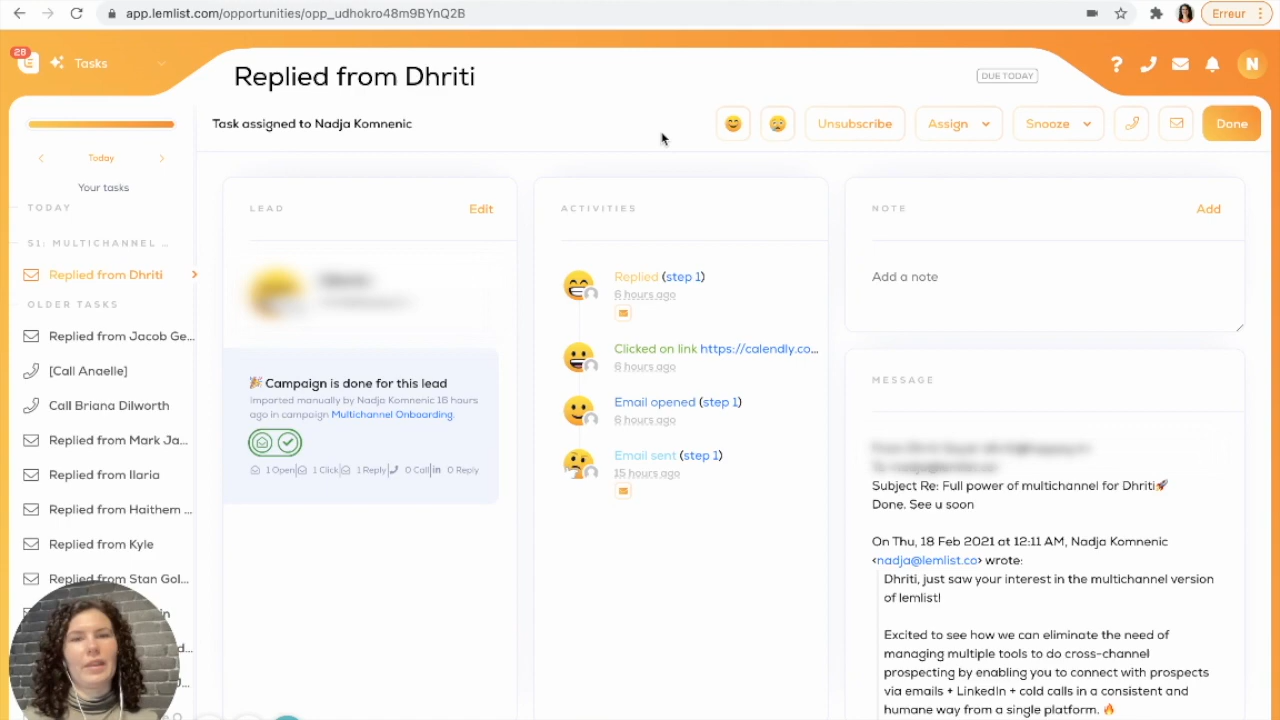 app.lemlist.com/opportunities/opp_udhokro48m9BYnQ2B
Erreur
28
Tasks
Replied from Dhriti
DUE TODAY
?
N
Task assigned to Nadja Komnenic
Unsubscribe
Assign
Snooze
Done
Today
Your tasks
TODAY
S1: MULTICHANNEL ...
Replied from Dhriti
OLDER TASKS
Replied from Jacob Ge...
[Call Anaelle]
Call Briana Dilworth
Replied from Mark Ja...
Replied from Ilaria
Replied from Haithem ...
Replied from Kyle
Replied from Stan Gol...
LEAD
Edit
Campaign is done for this lead
Imported manually by Nadja Komnenic 16 hours
ago in campaign Multichannel Onboarding.
1 Open 1 Click 1 Reply 0 Call in 0 Reply
ACTIVITIES
Replied (step 1)
6 hours ago
Clicked on link https://calendly.co...
6 hours ago
Email opened (step 1)
6 hours ago
Email sent (step 1)
15 hours ago
NOTE
Add
Add a note
MESSAGE
Subject Re: Full power of multichannel for Dhriti🚀
Done. See u soon
On Thu, 18 Feb 2021 at 12:11 AM, Nadja Komnenic
<nadja@lemlist.co> wrote:
Dhriti, just saw your interest in the multichannel version
of lemlist!
Excited to see how we can eliminate the need of
managing multiple tools to do cross-channel
prospecting by enabling you to connect with prospects
via emails + LinkedIn + cold calls in a consistent and
humane way from a single platform. 🔥